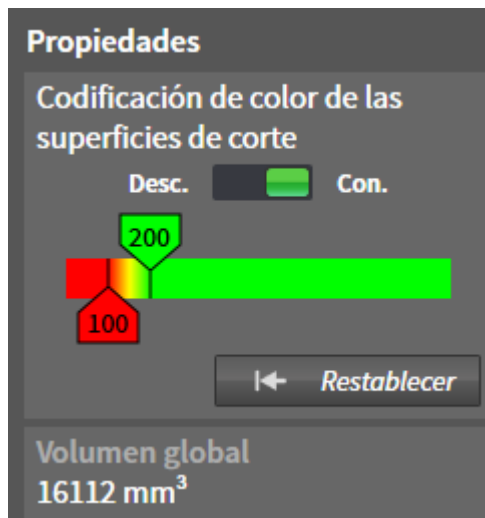 Propiedades
Codificación de color de las
superficies de corte
Desc. Con.
200
100
Restablecer
Volumen global
16112 mm³